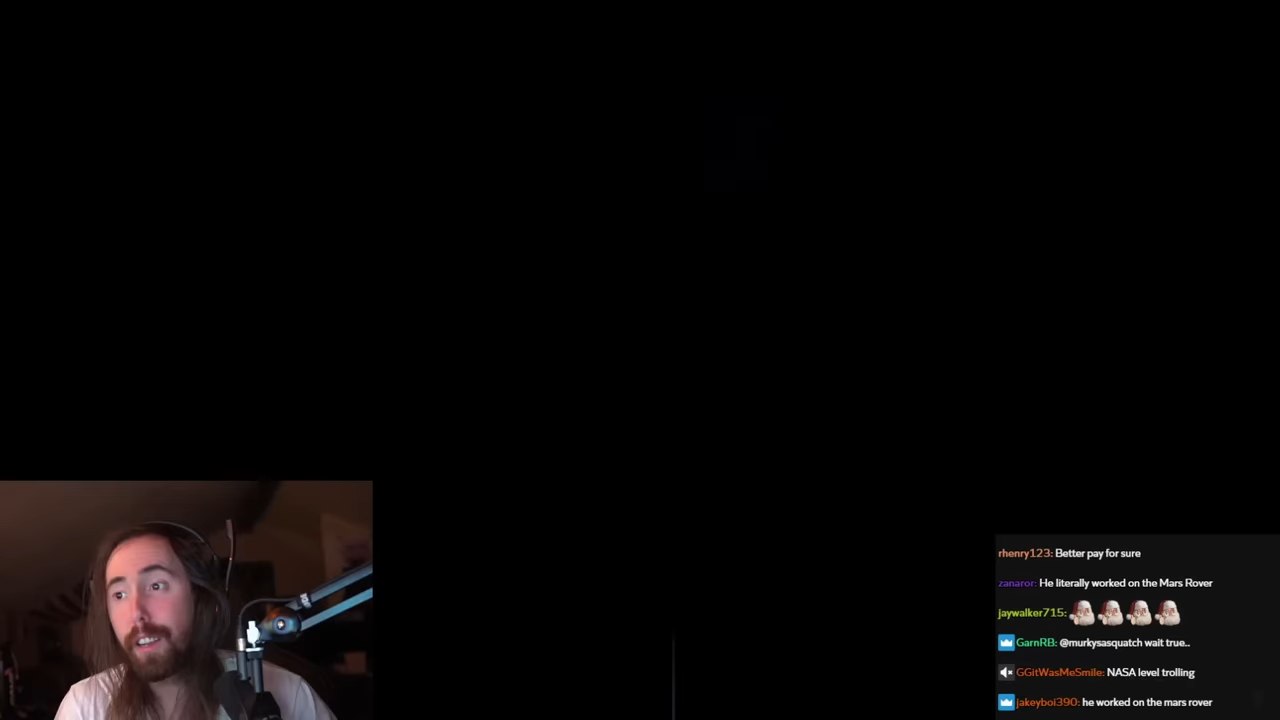 rhenry123: Better pay for sure
zanaror: He literally worked on the Mars Rover
jaywalker715:
GarnRB: @murkysasquatch wait true..
GGitWasMeSmile: NASA level trolling
jakeyboi390: he worked on the mars rover